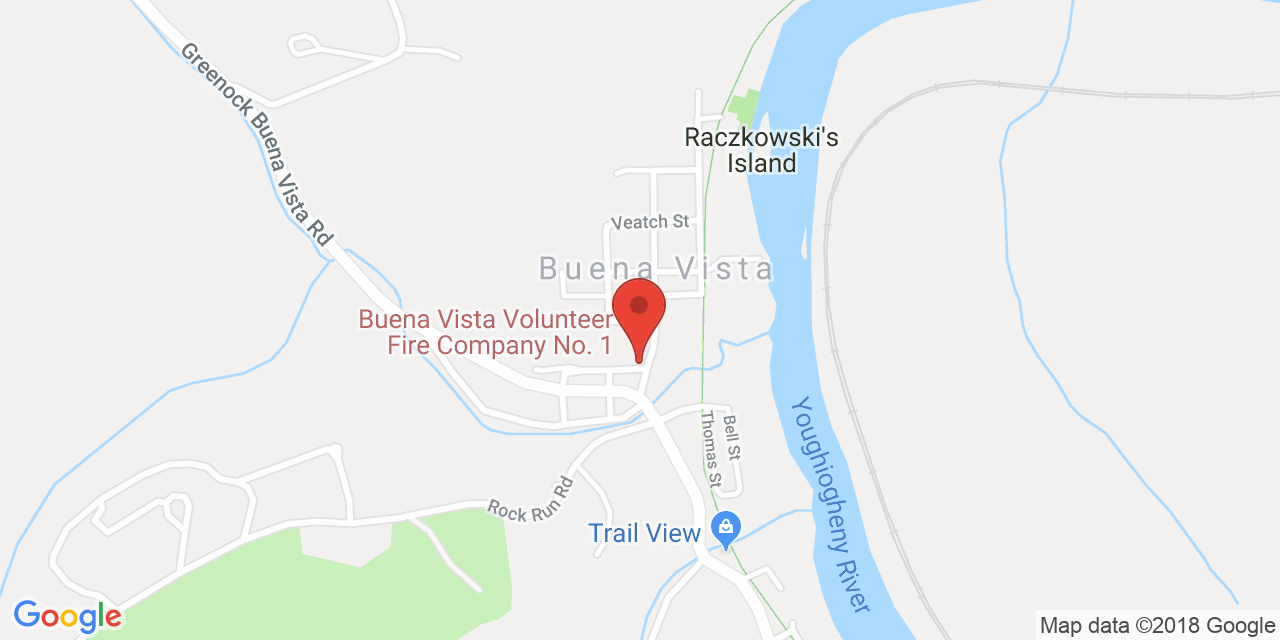 Greenock Buena Vista Rd
Raczkowski's
Island
Veatch St
Buena Vista
Buena Vista Volunteer
Fire Company No. 1
Youghiogheny River
Bell St
Thomas St
Rock Run Rd
Trail View
Google
Map data ©2018 Google